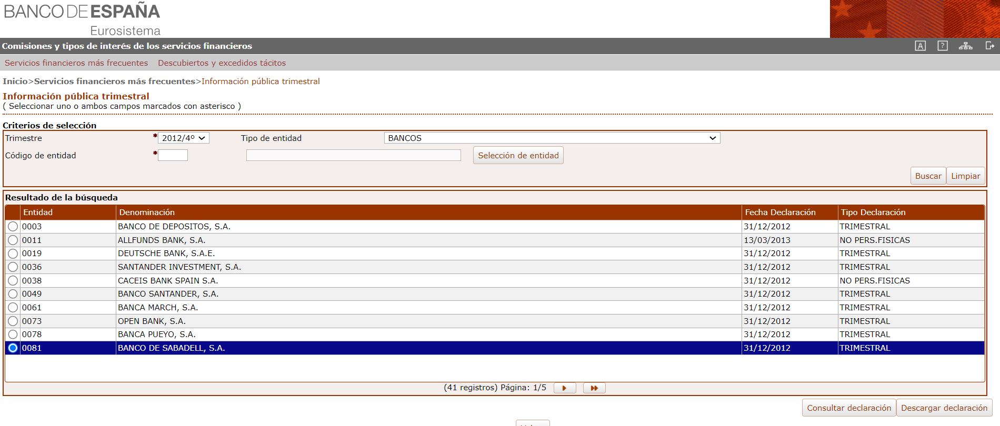 BANCO DE ESPAÑA
Eurosistema
Comisiones y tipos de interés de los servicios financieros
A ?
Servicios financieros más frecuentes Descubiertos y excedidos tácitos
Inicio>Servicios financieros más frecuentes>Información pública trimestral
Información pública trimestral
( Seleccionar uno o ambos campos marcados con asterisco )
Criterios de selección
Trimestre * 2012/4º Tipo de entidad BANCOS
Código de entidad * Selección de entidad
Buscar Limpiar
Resultado de la búsqueda
Entidad Denominación Fecha Declaración Tipo Declaración
0003 BANCO DE DEPOSITOS, S.A. 31/12/2012 TRIMESTRAL
0011 ALLFUNDS BANK, S.A. 13/03/2013 NO PERS.FISICAS
0019 DEUTSCHE BANK, S.A.E. 31/12/2012 TRIMESTRAL
0036 SANTANDER INVESTMENT, S.A. 31/12/2012 TRIMESTRAL
0038 CACEIS BANK SPAIN S.A. 31/12/2012 NO PERS.FISICAS
0049 BANCO SANTANDER, S.A. 31/12/2012 TRIMESTRAL
0061 BANCA MARCH, S.A. 31/12/2012 TRIMESTRAL
0073 OPEN BANK, S.A. 31/12/2012 TRIMESTRAL
0078 BANCA PUEYO, S.A. 31/12/2012 TRIMESTRAL
0081 BANCO DE SABADELL, S.A. 31/12/2012 TRIMESTRAL
(41 registros) Página: 1/5
Consultar declaración Descargar declaración